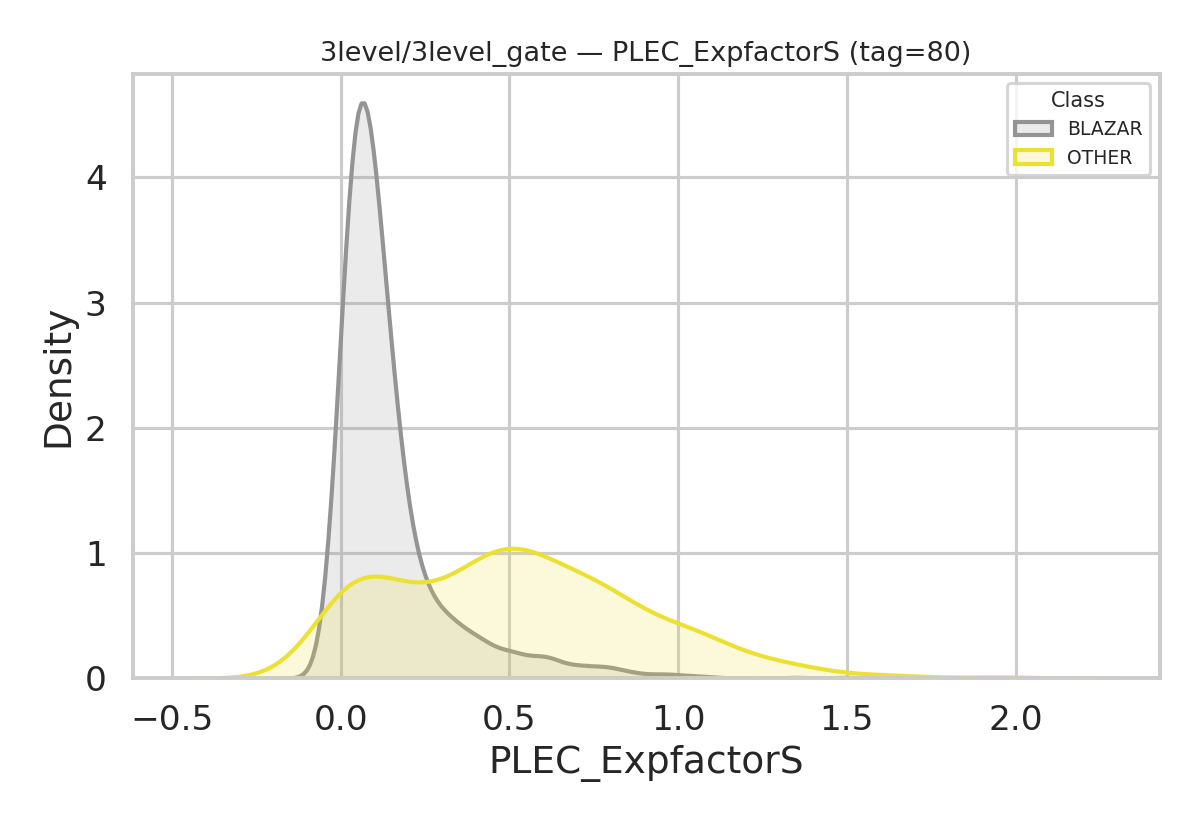 3level/3level_gate — PLEC_ExpfactorS (tag=80)
Class
BLAZAR
OTHER
Density
4
3
2
1
0
−0.5 0.0 0.5 1.0 1.5 2.0
PLEC_ExpfactorS